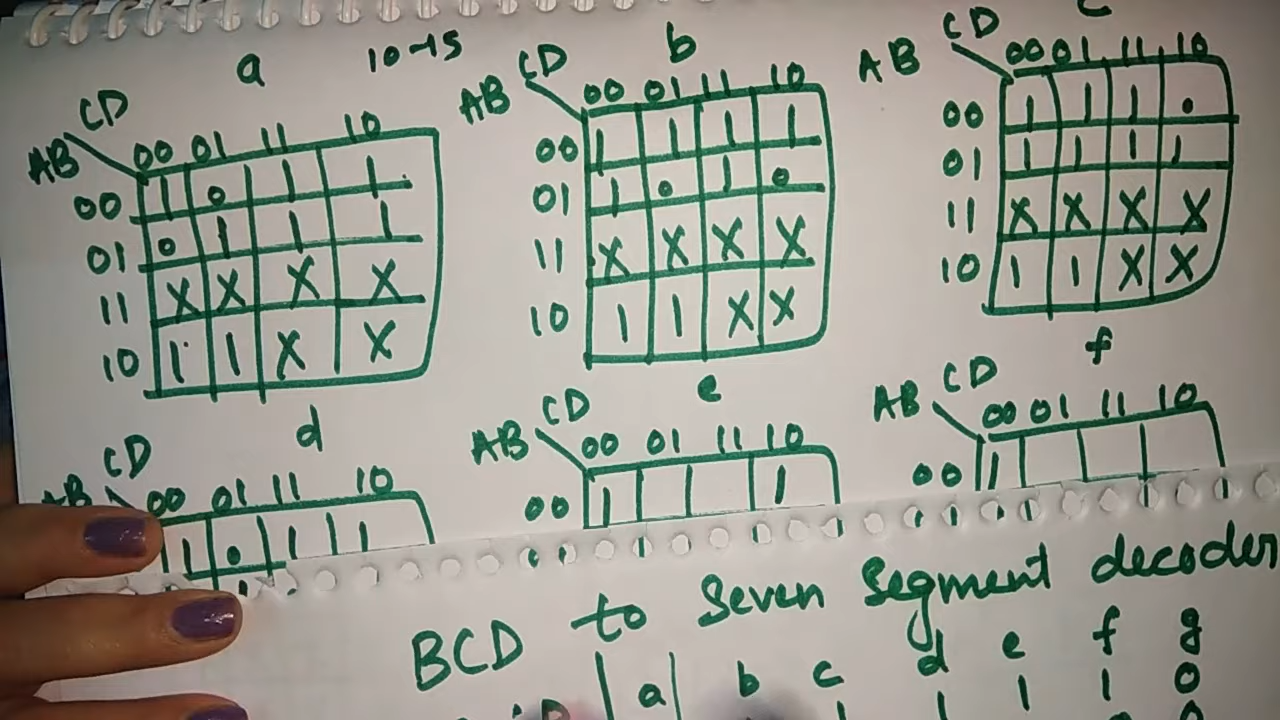 a 10-15 b c
CD CD CD
AB 00 01 11 10 AB 00 01 11 10 AB 00 01 11 10
00 1 0 1 1 00 1 1 1 1 00 1 1 1 0
01 0 1 1 1 01 1 0 1 0 01 1 1 1 1
11 X X X X 11 X X X X 11 X X X X
10 1 1 X X 10 1 1 X X 10 1 1 X X
d e f
CD CD CD
AB 00 01 11 10 AB 00 01 11 10 AB 00 01 11 10
1 0 1 1 00 1 1 00 1
BCD to Seven Segment decoder
a b c d e f g
1 1 1 0